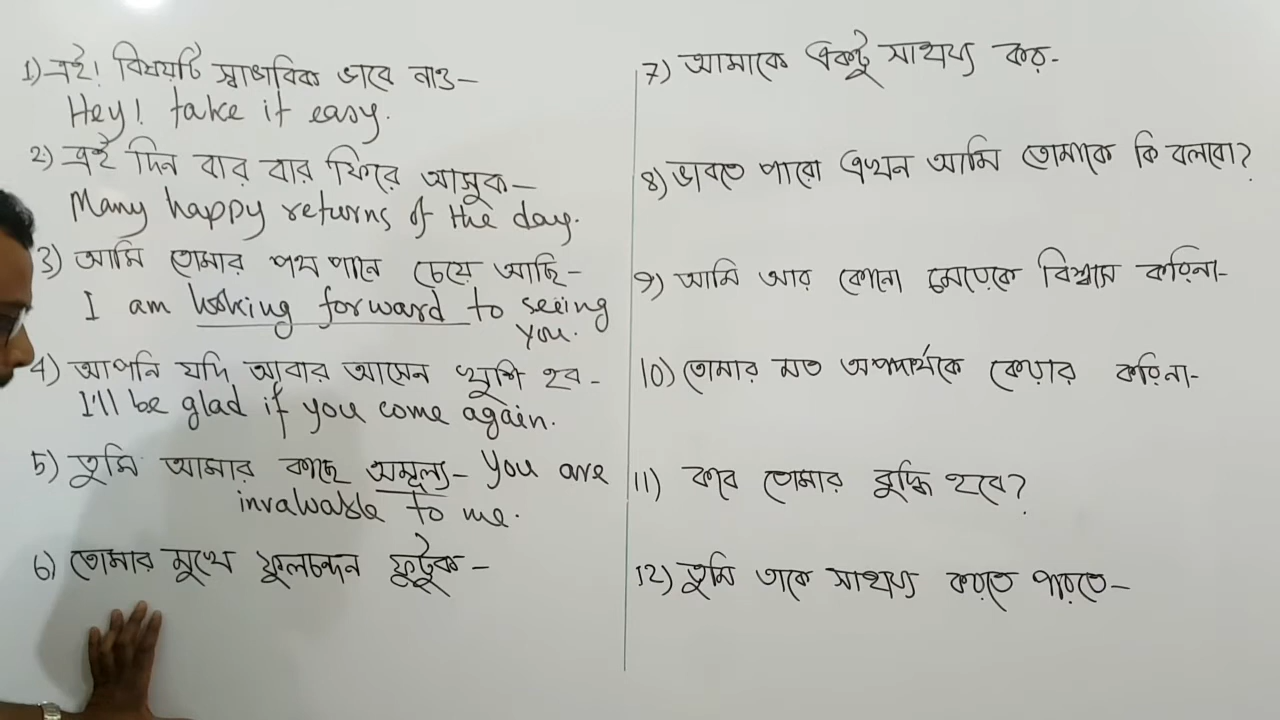 1) এই! বিষয়টি স্বাভাবিক ভাবে নাও-
Hey! take it easy.
2) এই দিন বার বার ফিরে আসুক-
Many happy returns of the day.
3) আমি তোমার পথ পানে চেয়ে আছি-
I am looking forward to seeing
you.
4) আপনি যদি আবার আসেন খুশি হব-
I'll be glad if you come again.
5) তুমি আমার কাছে অমূল্য- You are
invaluable to me.
6) তোমার মুখে ফুলচন্দন ফুটুক-
7) আমাকে একটু সাহায্য কর-
8) ভাবতে পারো এখন আমি তোমাকে কি বলবো?
9) আমি আর কোনো মেয়েকে বিশ্বাস করিনা-
10) তোমার মত অপদার্থকে কেয়ার করিনা-
11) কবে তোমার বুদ্ধি হবে?
12) তুমি তাকে সাহায্য করতে পারতে-